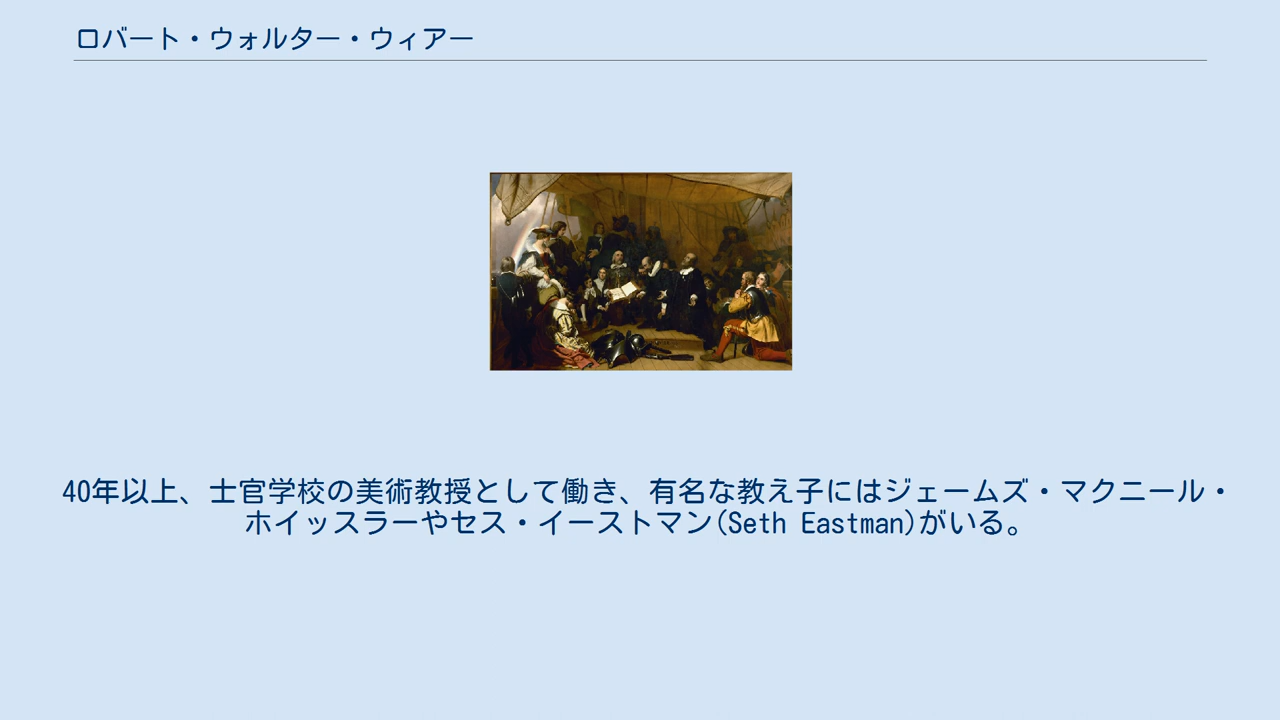 ロバート・ウォルター・ウィアー
40年以上、士官学校の美術教授として働き、有名な教え子にはジェームズ・マクニール・
ホイッスラーやセス・イーストマン(Seth Eastman)がいる。